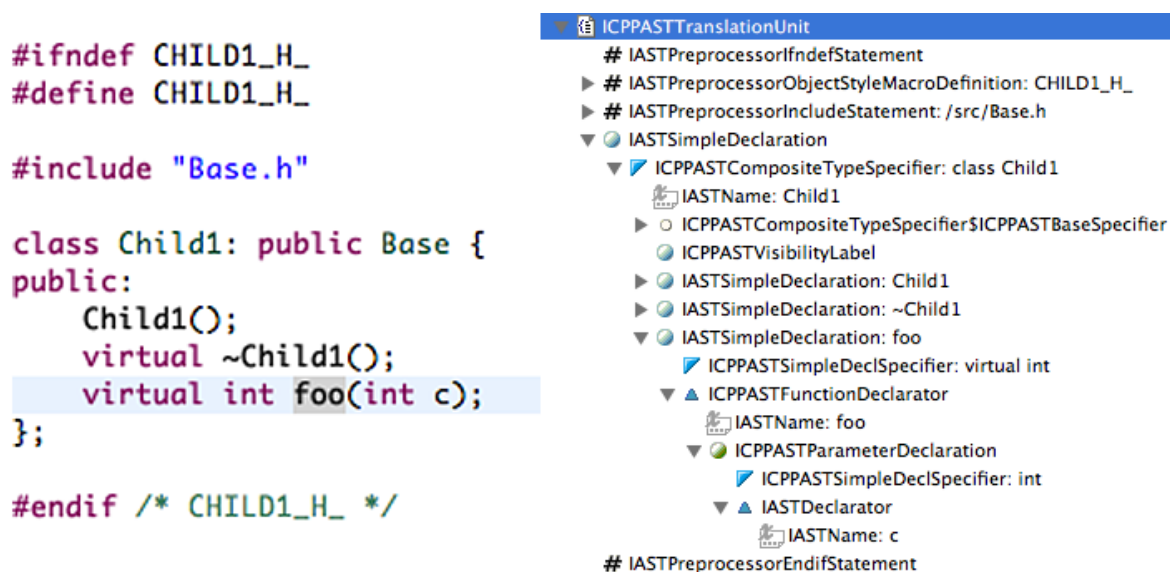 #ifndef CHILD1_H_
#define CHILD1_H_
#include "Base.h"
class Child1: public Base {
public:
Child1();
virtual ~Child1();
virtual int foo(int c);
};
#endif /* CHILD1_H_ */
ICPPASTTranslationUnit
# IASTPreprocessorIfndefStatement
# IASTPreprocessorObjectStyleMacroDefinition: CHILD1_H_
# IASTPreprocessorIncludeStatement: /src/Base.h
IASTSimpleDeclaration
ICPPASTCompositeTypeSpecifier: class Child1
IASTName: Child1
ICPPASTCompositeTypeSpecifier$ICPPASTBaseSpecifier
ICPPASTVisibilityLabel
IASTSimpleDeclaration: Child1
IASTSimpleDeclaration: ~Child1
IASTSimpleDeclaration: foo
ICPPASTSimpleDeclSpecifier: virtual int
ICPPASTFunctionDeclarator
IASTName: foo
ICPPASTParameterDeclaration
ICPPASTSimpleDeclSpecifier: int
IASTDeclarator
IASTName: c
# IASTPreprocessorEndifStatement